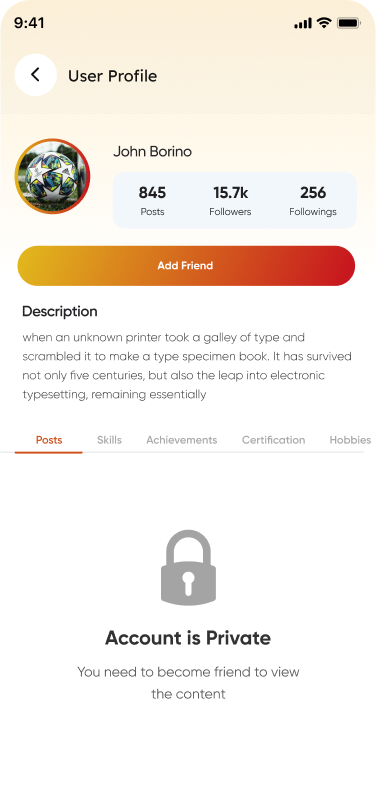 9:41
User Profile
John Borino
845 15.7k 256
Posts Followers Followings
Add Friend
Description
when an unknown printer took a galley of type and
scrambled it to make a type specimen book. It has survived
not only five centuries, but also the leap into electronic
typesetting, remaining essentially
Posts Skills Achievements Certification Hobbies
Account is Private
You need to become friend to view
the content